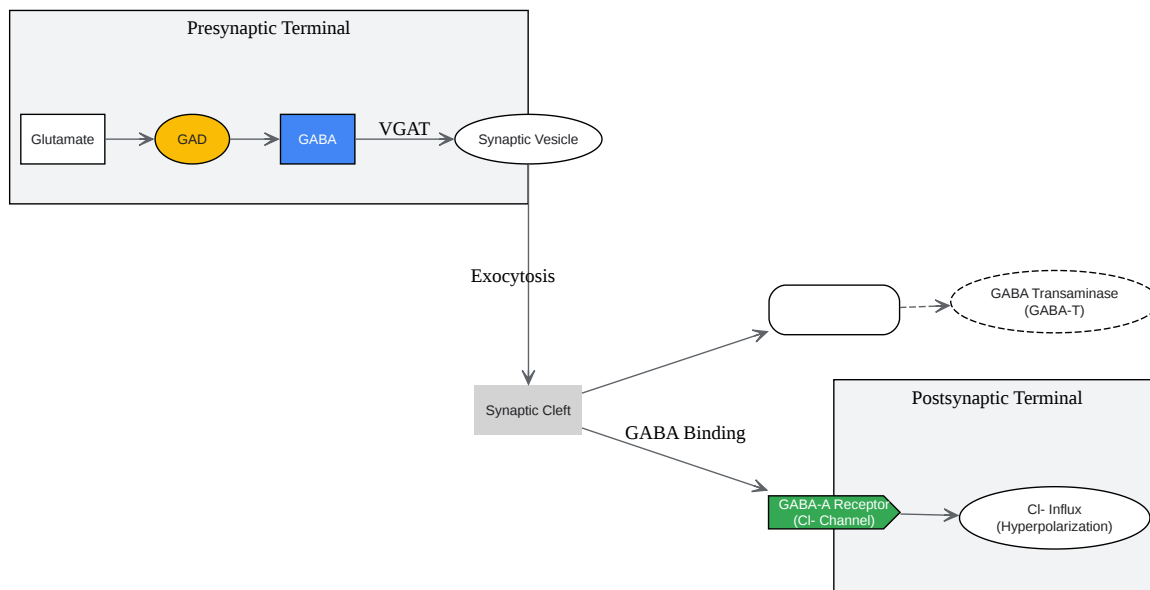 Presynaptic Terminal
Glutamate
GAD
GABA
VGAT
Synaptic Vesicle
Exocytosis
GABA Transaminase
(GABA-T)
Synaptic Cleft
Postsynaptic Terminal
GABA Binding
GABA-A Receptor
(Cl- Channel)
Cl- Influx
(Hyperpolarization)